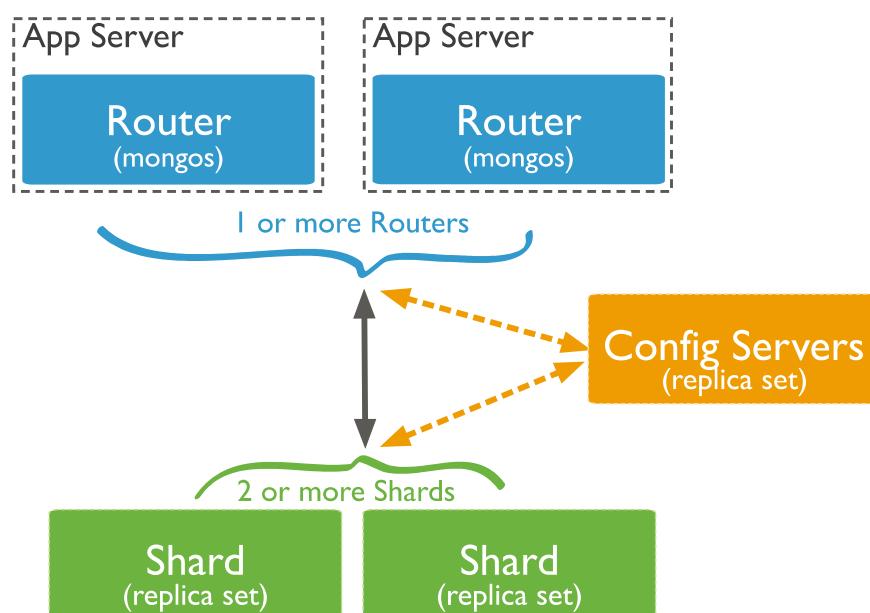 App Server
App Server
Router
(mongos)
Router
(mongos)
1 or more Routers
Config Servers
(replica set)
2 or more Shards
Shard
(replica set)
Shard
(replica set)